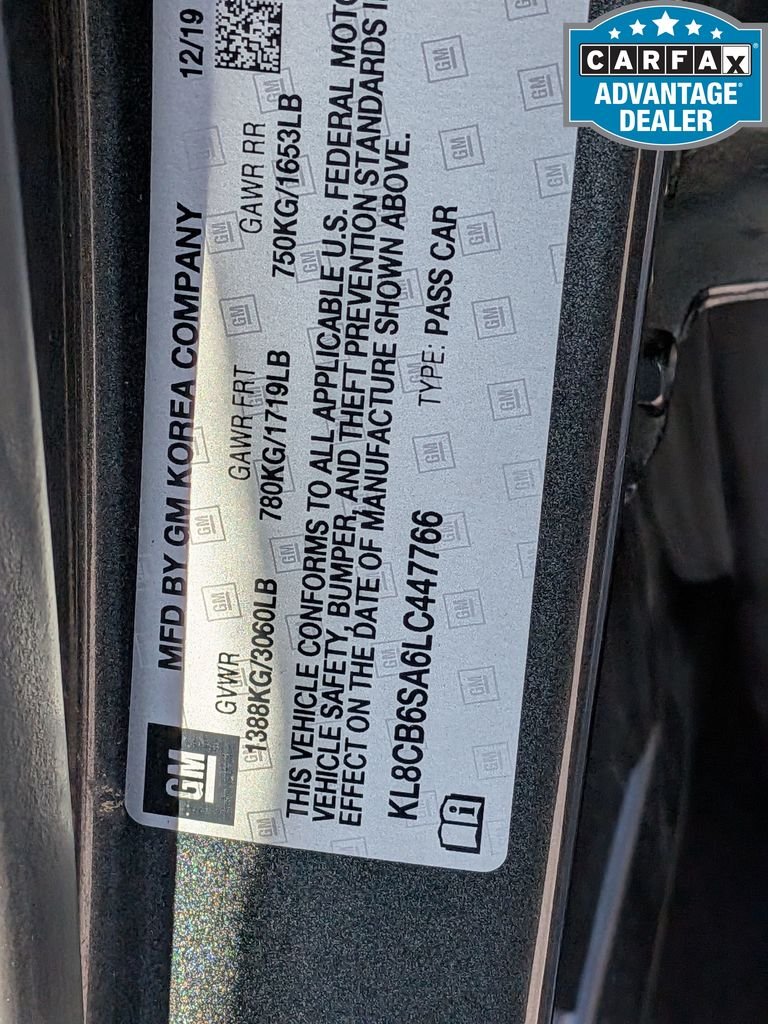 CARFAX
ADVANTAGE®
DEALER
MFD BY GM KOREA COMPANY 12/19
GVWR GAWR FRT GAWR RR
1388KG/3060LB 780KG/1719LB 750KG/1653LB
THIS VEHICLE CONFORMS TO ALL APPLICABLE U.S. FEDERAL MOTO
VEHICLE SAFETY, BUMPER, AND THEFT PREVENTION STANDARDS I
EFFECT ON THE DATE OF MANUFACTURE SHOWN ABOVE.
KL8CB6SA6LC447766 TYPE: PASS CAR
GM